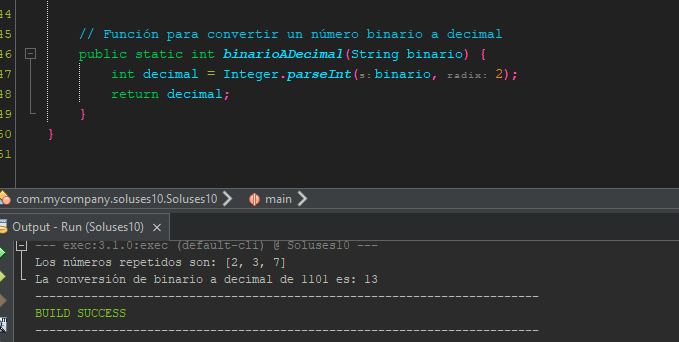 44
45 // Función para convertir un número binario a decimal
46 public static int binarioADecimal(String binario) {
47 int decimal = Integer.parseInt(s:binario, radix: 2);
48 return decimal;
49 }
50 }
51
com.mycompany.soluses10.Soluses10 > main >
Output - Run (Soluses10) ×
--- exec:3.1.0:exec (default-cli) @ Soluses10 ---
Los números repetidos son: [2, 3, 7]
La conversión de binario a decimal de 1101 es: 13
------------------------------------------------------------------------
BUILD SUCCESS
------------------------------------------------------------------------